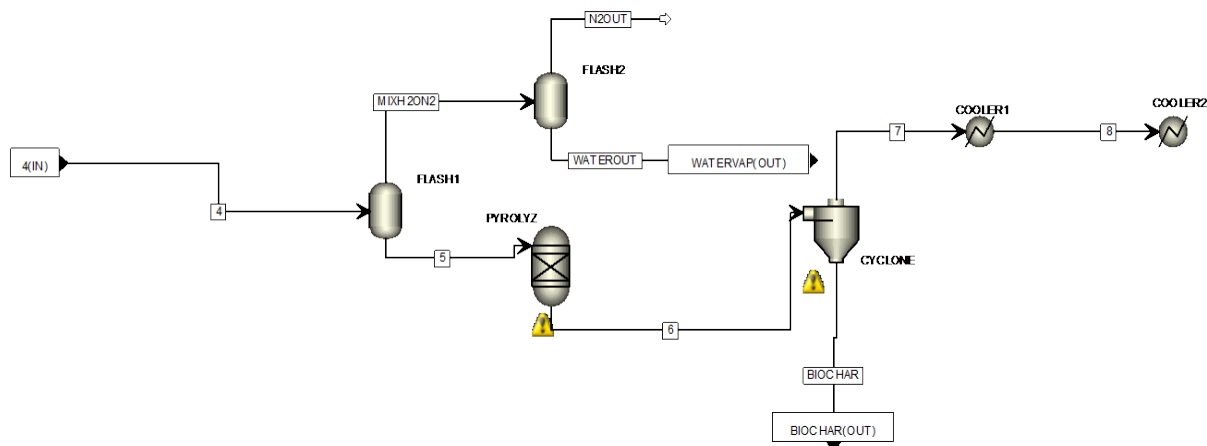 N2OUT
FLASH2
MIXH2ON2
COOLER1
COOLER2
7
8
4(IN)
WATEROUT
WATERVAP(OUT)
FLASH1
4
PYROLYZ
5
CYCLONE
6
BIOCHAR
BIOCHAR(OUT)